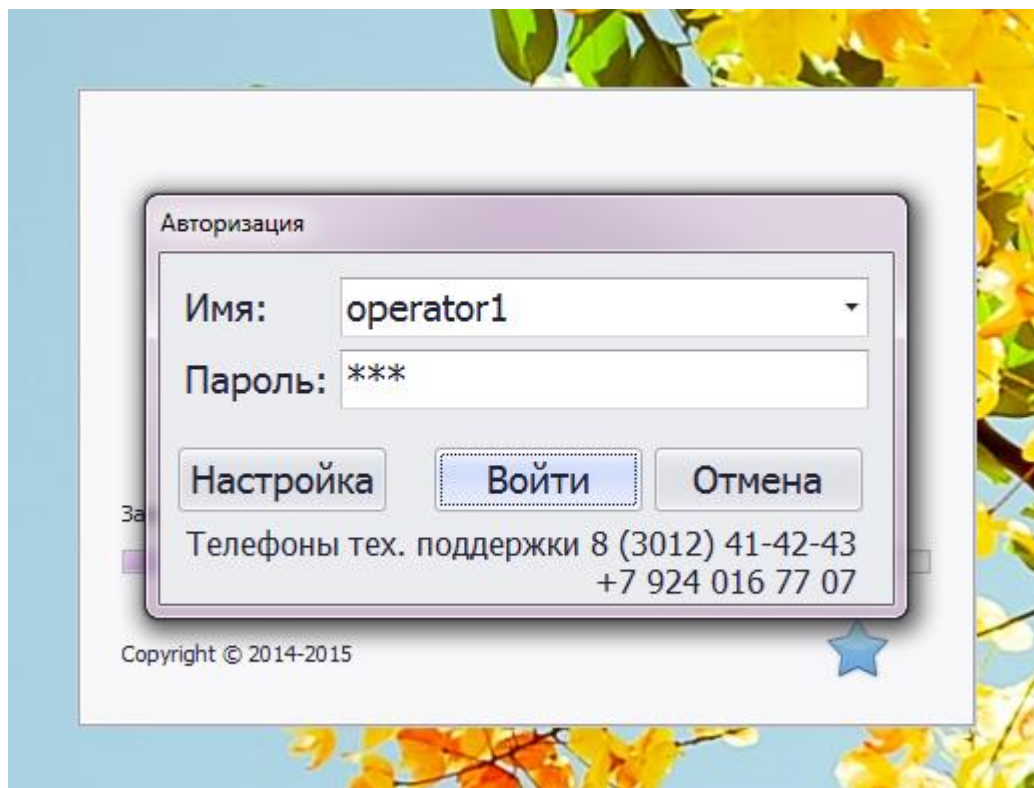 Авторизация
Имя: operator1
Пароль: ***
Настройка Войти Отмена
За
Телефоны тех. поддержки 8 (3012) 41-42-43
+7 924 016 77 07
Copyright © 2014-2015